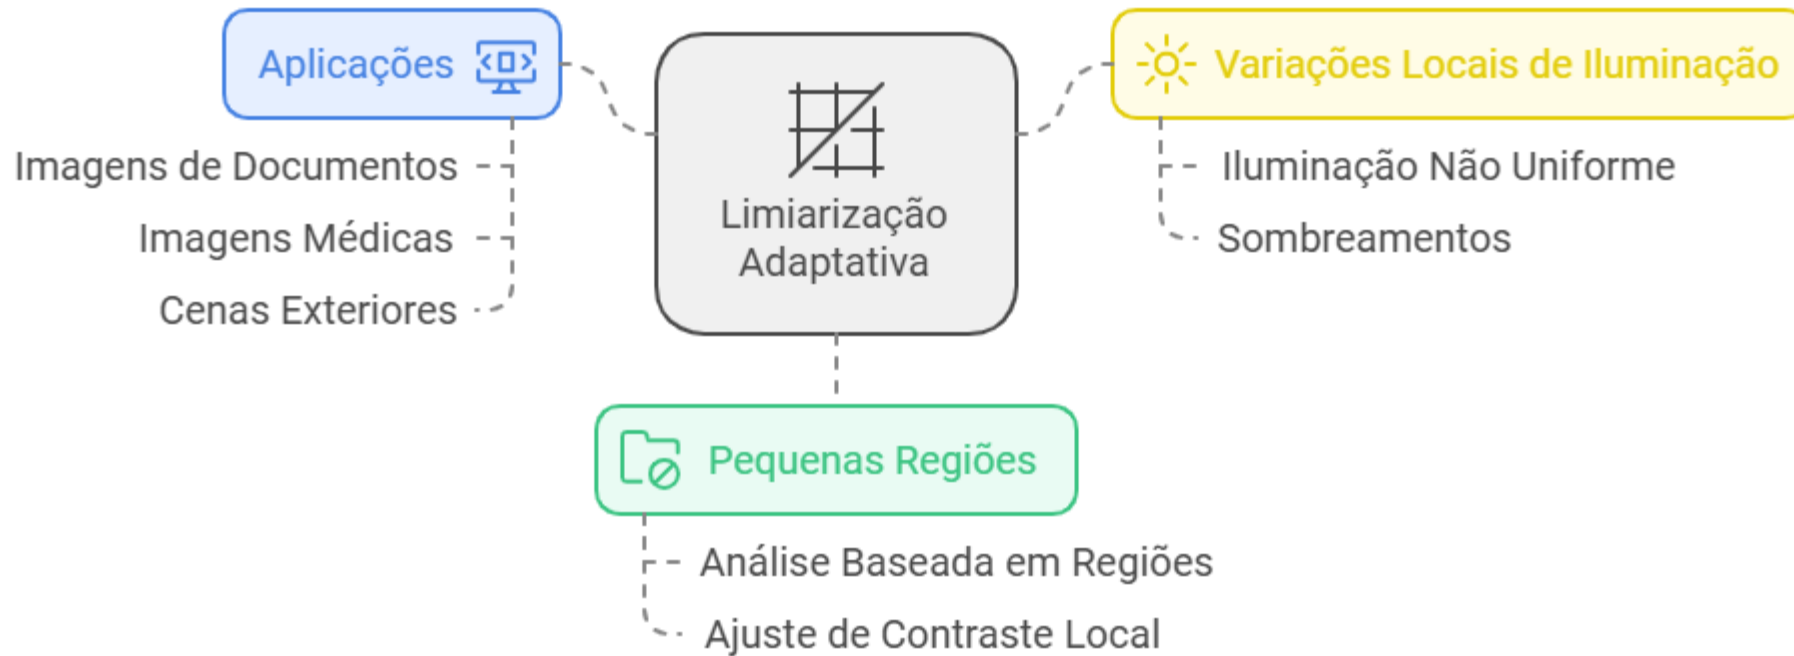 Aplicações
Imagens de Documentos
Imagens Médicas
Cenas Exteriores
Limiarização
Adaptativa
Variações Locais de Iluminação
Iluminação Não Uniforme
Sombreamentos
Pequenas Regiões
Análise Baseada em Regiões
Ajuste de Contraste Local